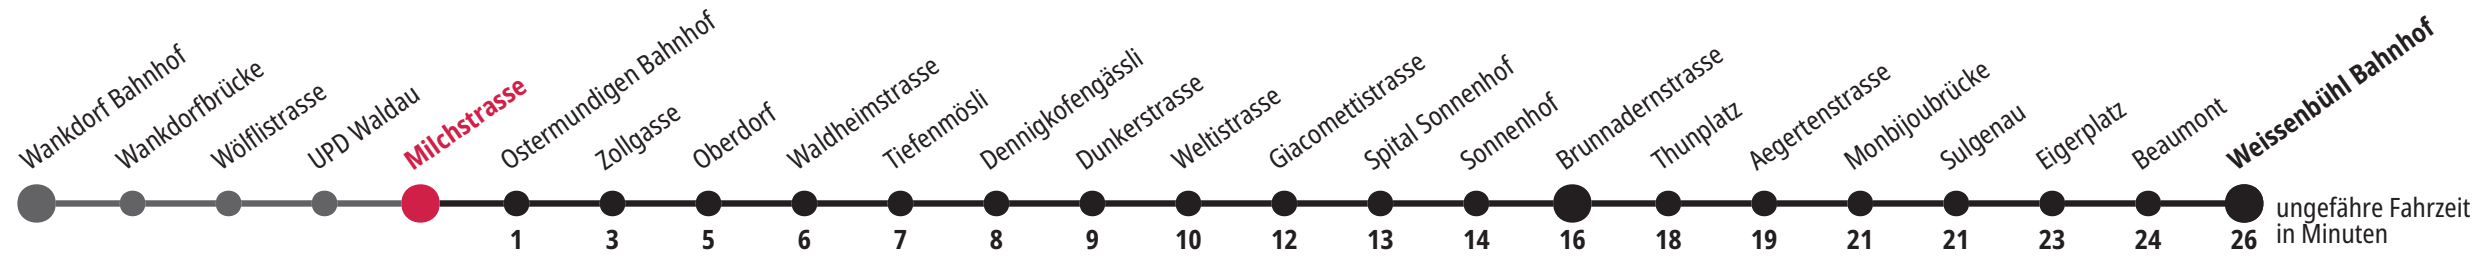 Wankdorf Bahnhof
Wankdorfbrücke
Wölflistrasse
UPD Waldau
Milchstrasse
Ostermundigen Bahnhof
Zollgasse
Oberdorf
Waldheimstrasse
Tiefenmösli
Dennigkofengässli
Dunkerstrasse
Weltistrasse
Giacomettistrasse
Spital Sonnenhof
Sonnenhof
Brunnadernstrasse
Thunplatz
Aegertenstrasse
Monbijoubrücke
Sulgenau
Eigerplatz
Beaumont
Weissenbühl Bahnhof
1 3 5 6 7 8 9 10 12 13 14 16 18 19 21 21 23 24 26
ungefähre Fahrzeit
in Minuten